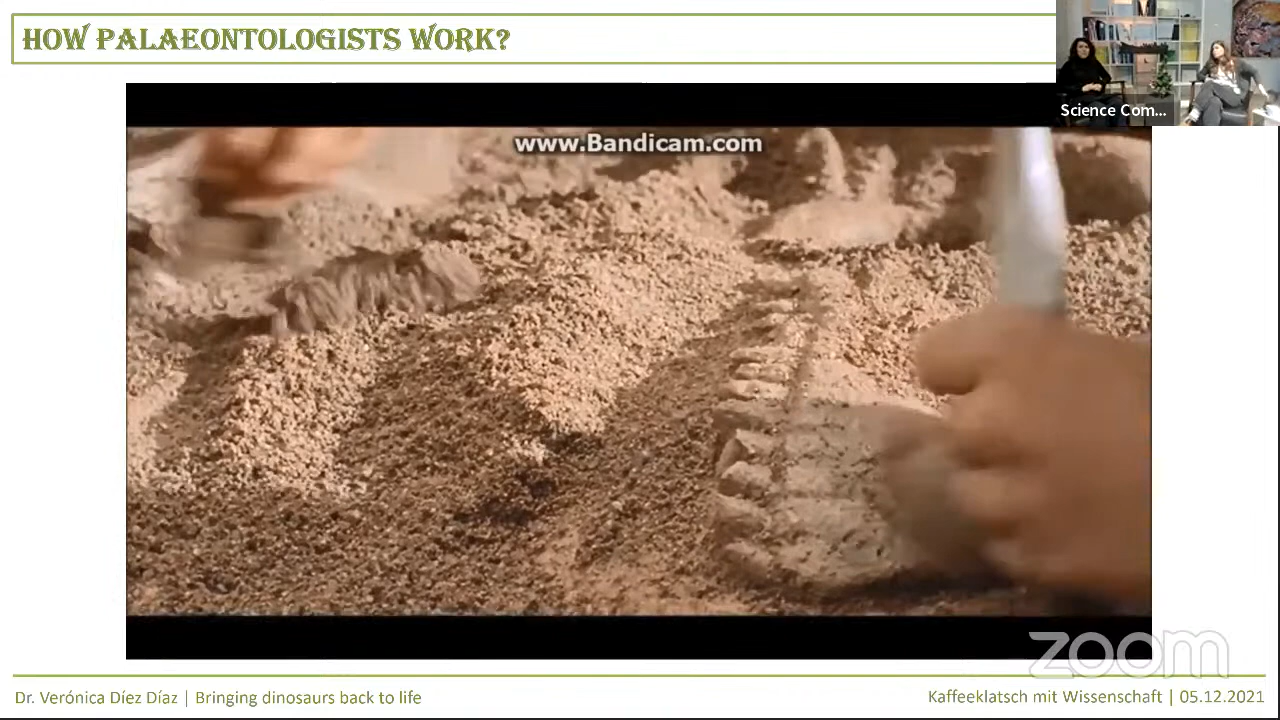 HOW PALAEONTOLOGISTS WORK?
Science Com...
www.Bandicam.com
zoom
Dr. Verónica Díez Díaz | Bringing dinosaurs back to life
Kaffeeklatsch mit Wissenschaft | 05.12.2021